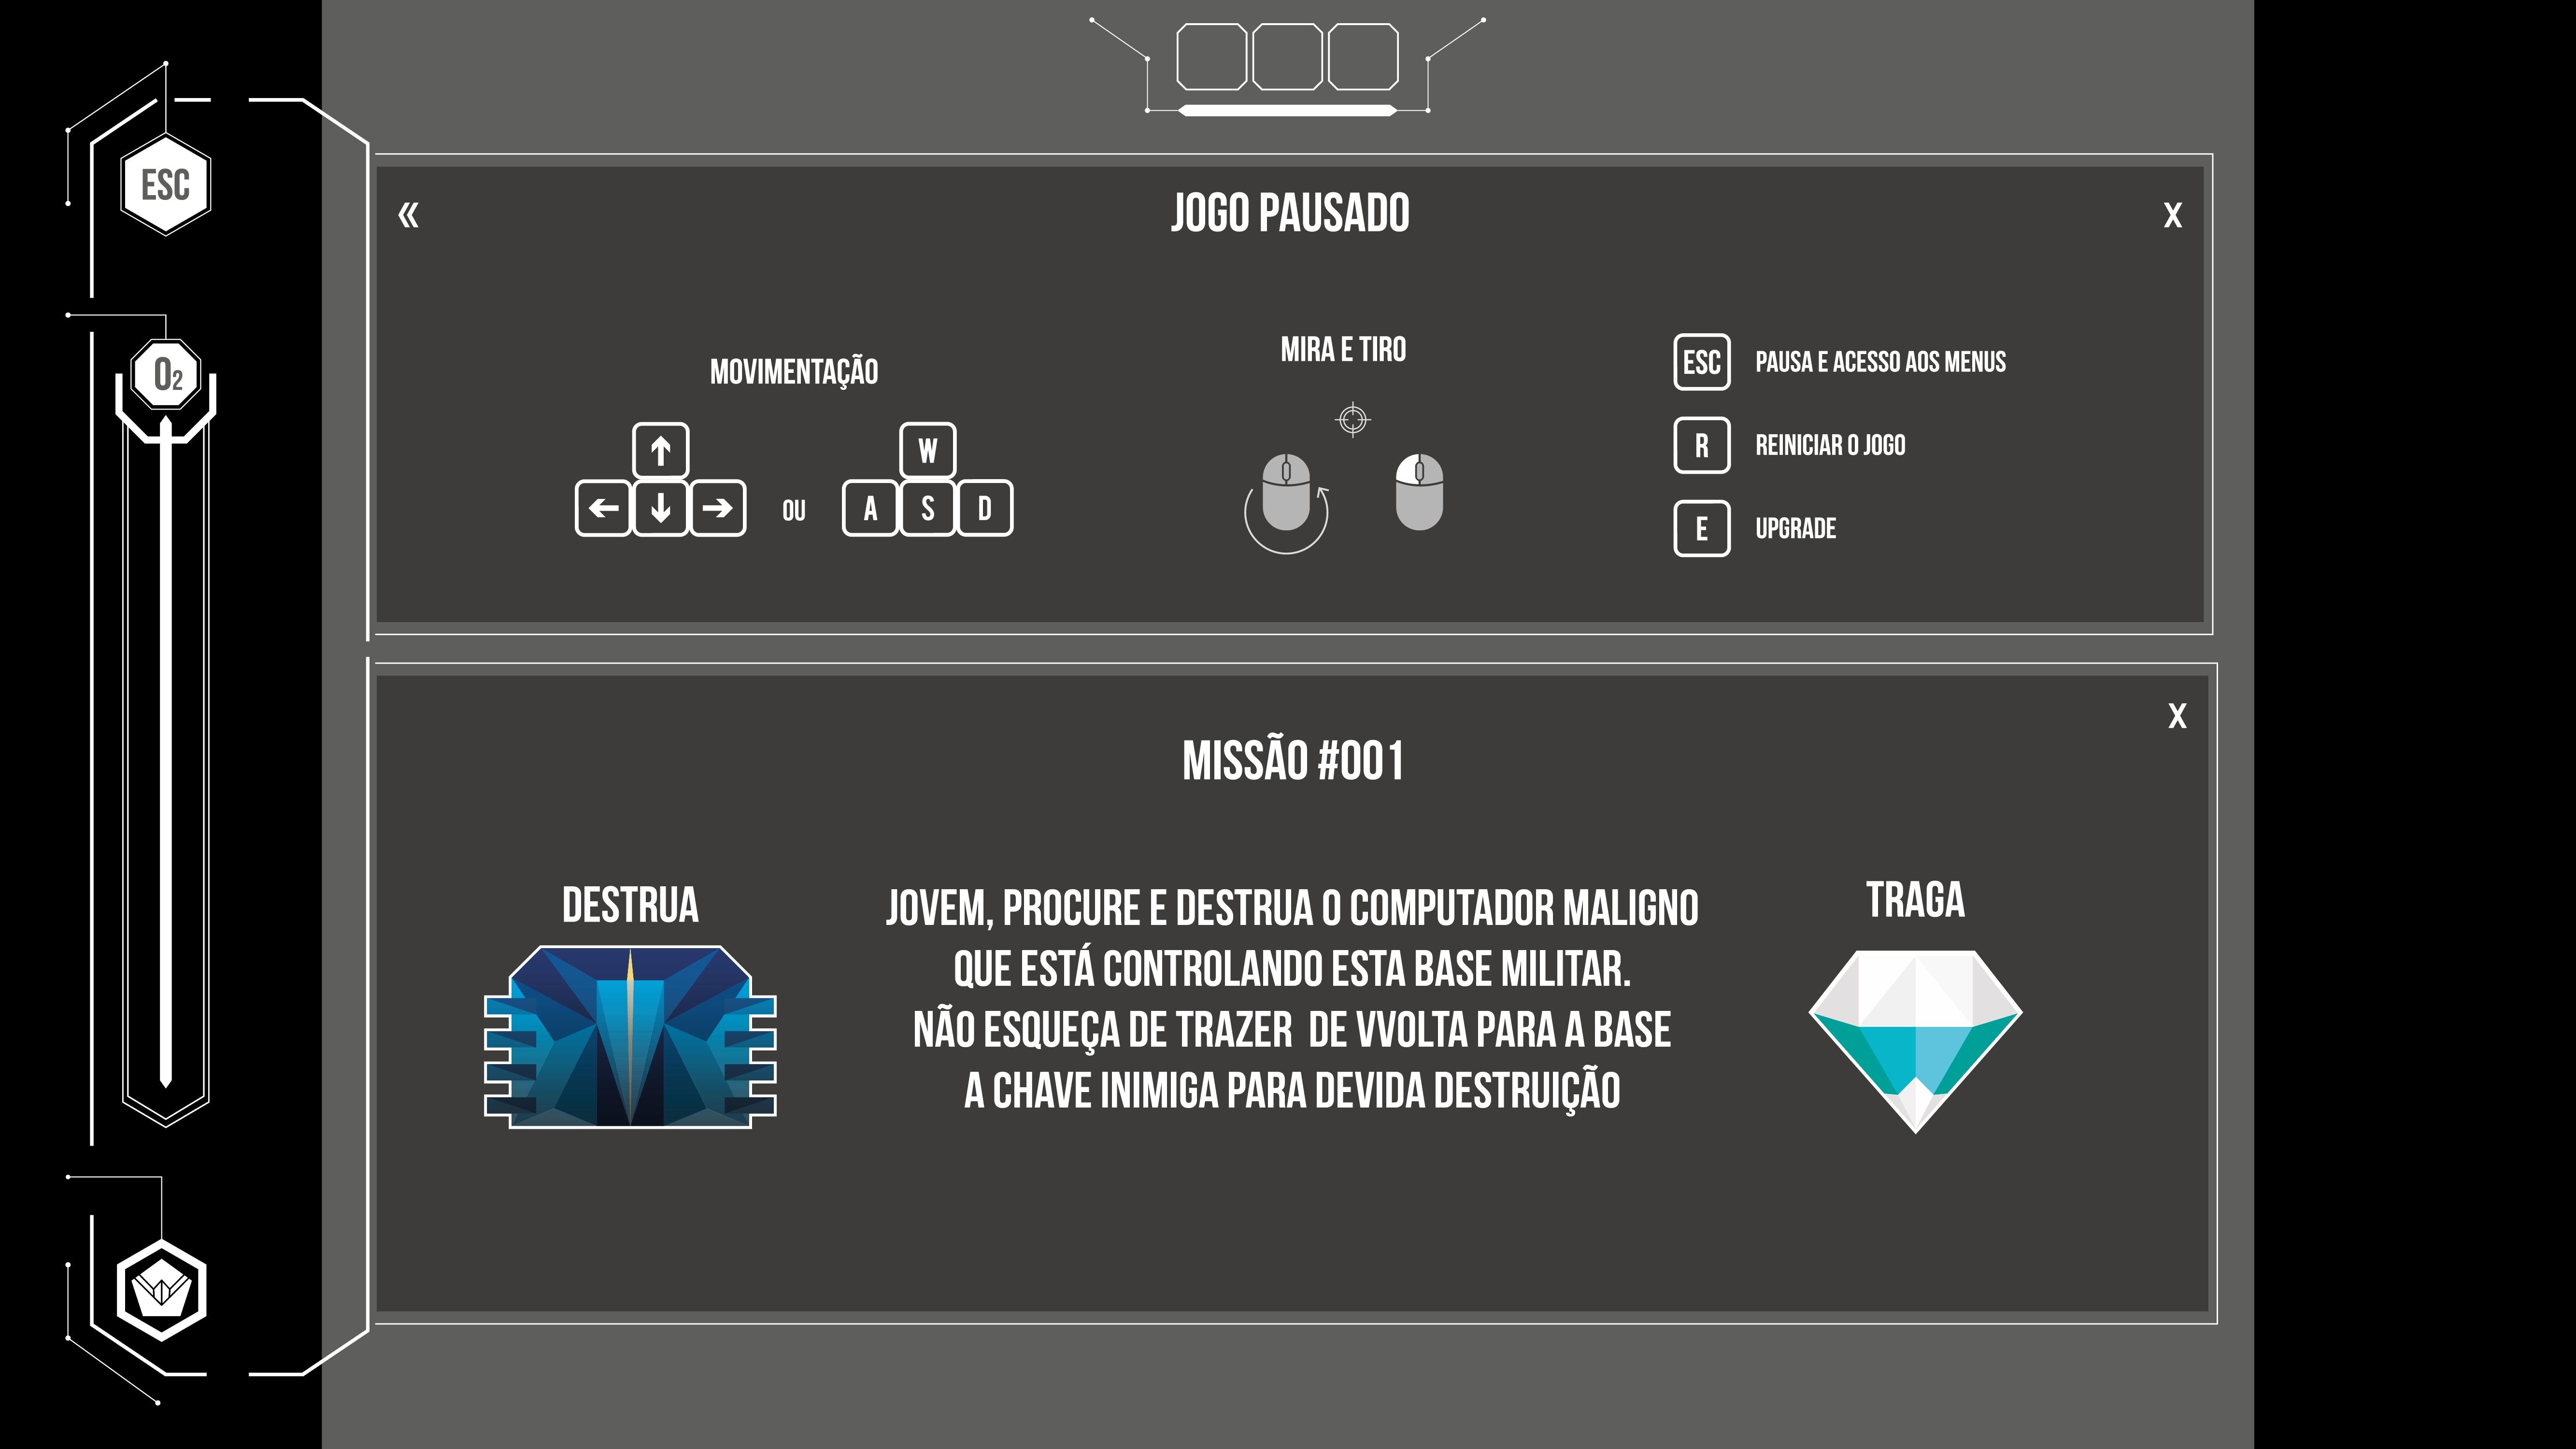 ESC
O2
«
JOGO PAUSADO
X
MOVIMENTAÇÃO
↑
← ↓ →
OU
W
A S D
MIRA E TIRO
ESC PAUSA E ACESSO AOS MENUS
R REINICIAR O JOGO
E UPGRADE
X
MISSÃO #001
DESTRUA
JOVEM, PROCURE E DESTRUA O COMPUTADOR MALIGNO
QUE ESTÁ CONTROLANDO ESTA BASE MILITAR.
NÃO ESQUEÇA DE TRAZER  DE VVOLTA PARA A BASE
A CHAVE INIMIGA PARA DEVIDA DESTRUIÇÃO
TRAGA